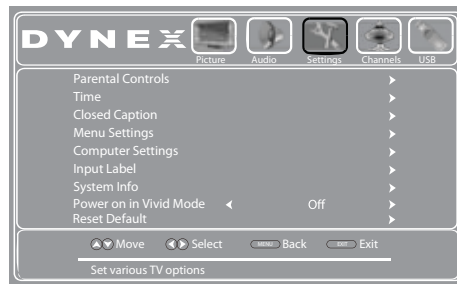 DYNEX
Picture Audio Settings Channels USB
Parental Controls
Time
Closed Caption
Menu Settings
Computer Settings
Input Label
System Info
Power on in Vivid Mode Off
Reset Default
Move Select MENU Back EXIT Exit
Set various TV options